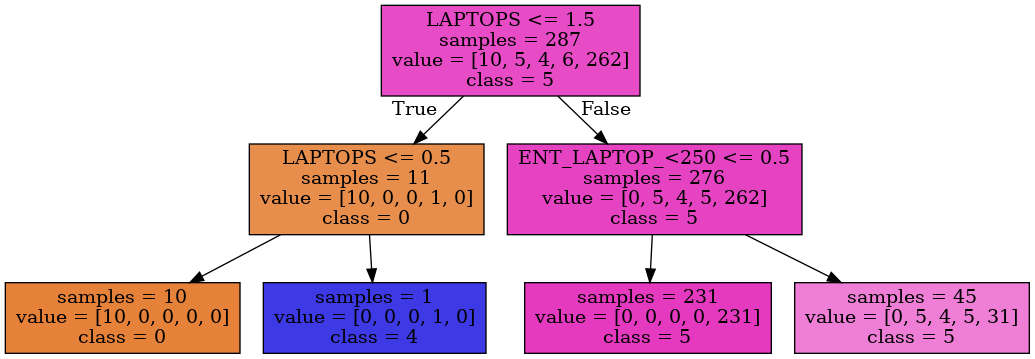 LAPTOPS <= 1.5
samples = 287
value = [10, 5, 4, 6, 262]
class = 5
True
False
LAPTOPS <= 0.5
samples = 11
value = [10, 0, 0, 1, 0]
class = 0
ENT_LAPTOP_<250 <= 0.5
samples = 276
value = [0, 5, 4, 5, 262]
class = 5
samples = 10
value = [10, 0, 0, 0, 0]
class = 0
samples = 1
value = [0, 0, 0, 1, 0]
class = 4
samples = 231
value = [0, 0, 0, 0, 231]
class = 5
samples = 45
value = [0, 5, 4, 5, 31]
class = 5